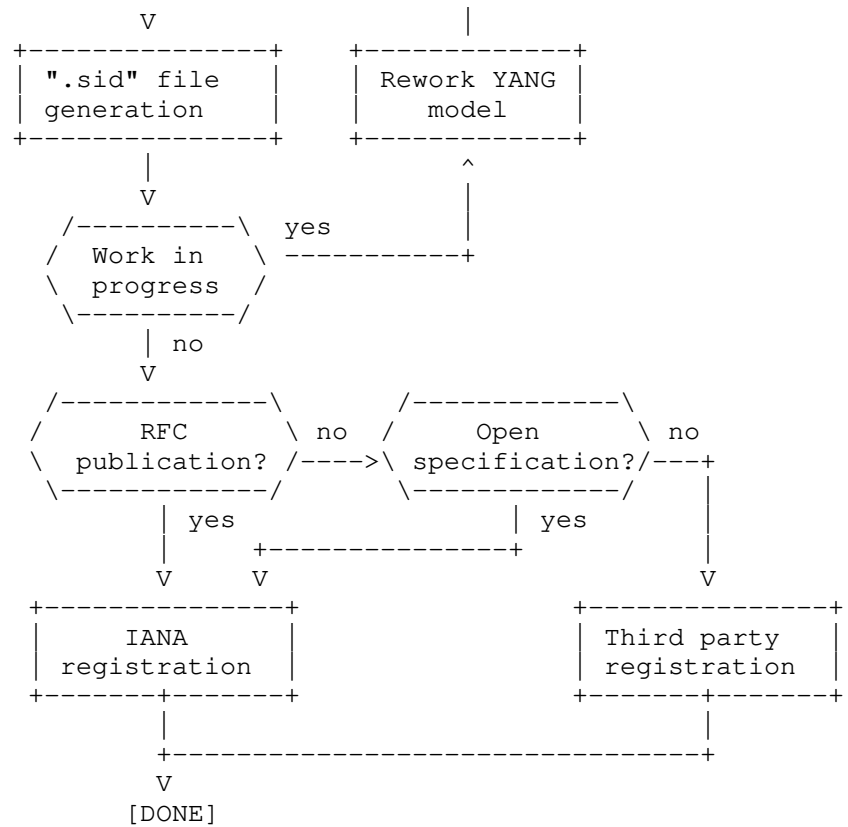 ".sid" file
generation
Rework YANG
model
yes
Work in
progress
no
RFC
publication?
no
Open
specification?
no
yes
yes
IANA
registration
Third party
registration
[DONE]